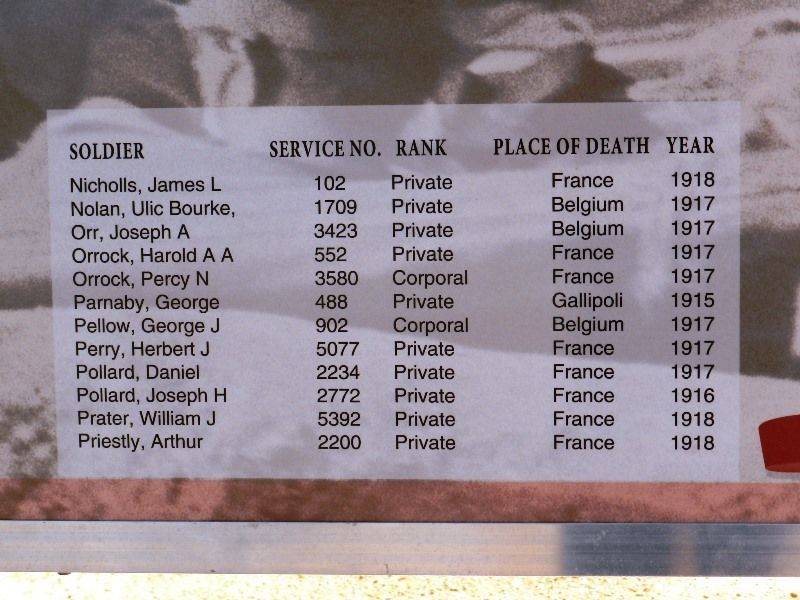 SOLDIER SERVICE NO. RANK PLACE OF DEATH YEAR
Nicholls, James L 102 Private France 1918
Nolan, Ulic Bourke, 1709 Private Belgium 1917
Orr, Joseph A 3423 Private Belgium 1917
Orrock, Harold A A 552 Private France 1917
Orrock, Percy N 3580 Corporal France 1917
Parnaby, George 488 Private Gallipoli 1915
Pellow, George J 902 Corporal Belgium 1917
Perry, Herbert J 5077 Private France 1917
Pollard, Daniel 2234 Private France 1917
Pollard, Joseph H 2772 Private France 1916
Prater, William J 5392 Private France 1918
Priestly, Arthur 2200 Private France 1918